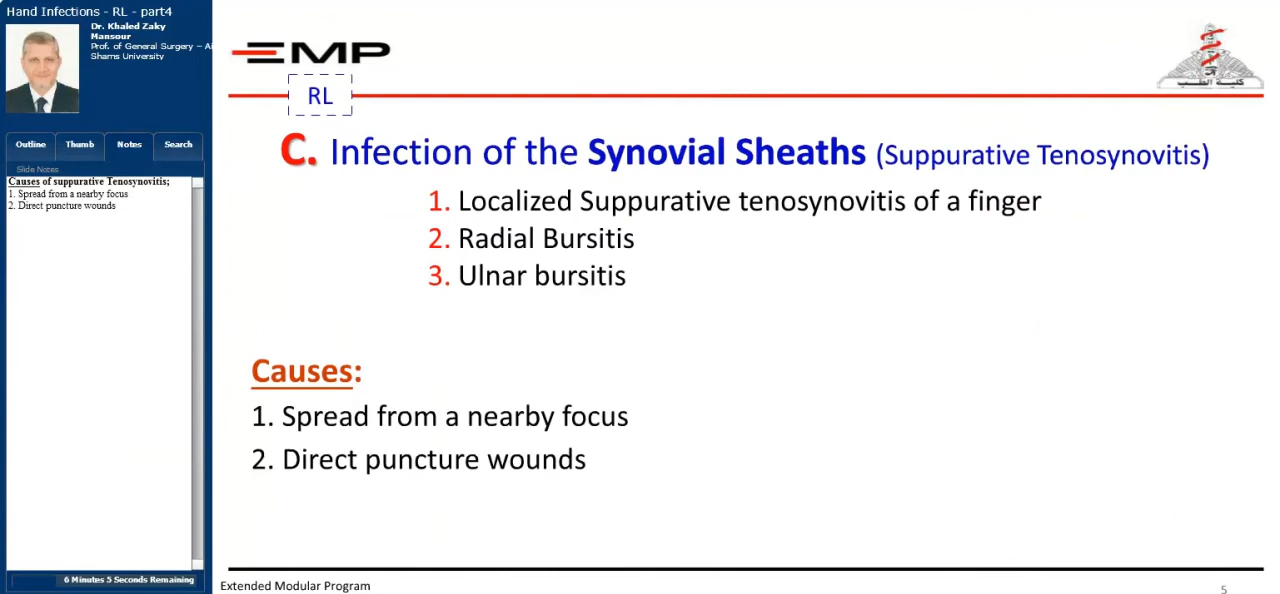 Hand Infections - RL - part4
Dr. Khaled Zaky
Mansour
Prof. of General Surgery – Ai
Shams University
Outline
Thumb
Notes
Search
Slide Notes
Causes of suppurative Tenosynovitis;
1. Spread from a nearby focus
2. Direct puncture wounds
6 Minutes 5 Seconds Remaining
EMP
RL
كلية الطب
C. Infection of the Synovial Sheaths (Suppurative Tenosynovitis)
1. Localized Suppurative tenosynovitis of a finger
2. Radial Bursitis
3. Ulnar bursitis
Causes:
1. Spread from a nearby focus
2. Direct puncture wounds
Extended Modular Program
5